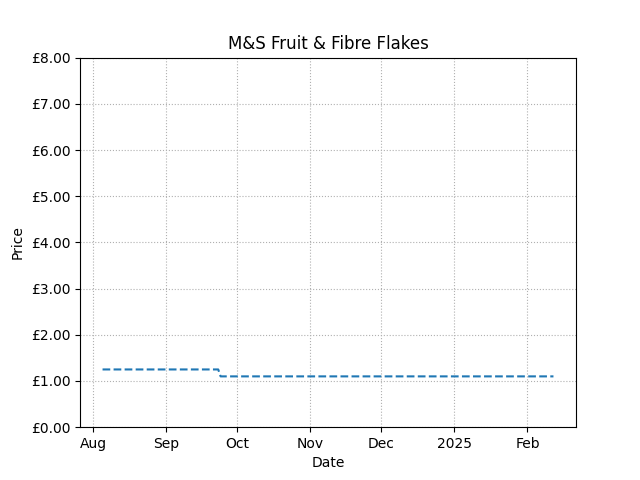 M&S Fruit & Fibre Flakes
£8.00
£7.00
£6.00
£5.00
£4.00
£3.00
£2.00
£1.00
£0.00
Price
Aug Sep Oct Nov Dec 2025 Feb
Date